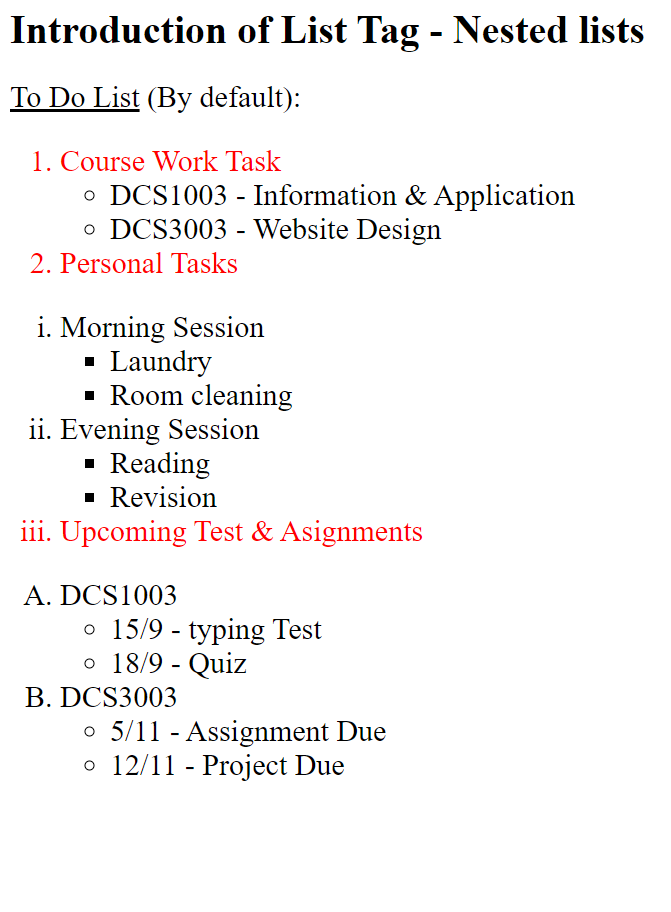 Introduction of List Tag - Nested lists
To Do List (By default):
1. Course Work Task
DCS1003 - Information & Application
DCS3003 - Website Design
2. Personal Tasks
i. Morning Session
Laundry
Room cleaning
ii. Evening Session
Reading
Revision
iii. Upcoming Test & Asignments
A. DCS1003
15/9 - typing Test
18/9 - Quiz
B. DCS3003
5/11 - Assignment Due
12/11 - Project Due